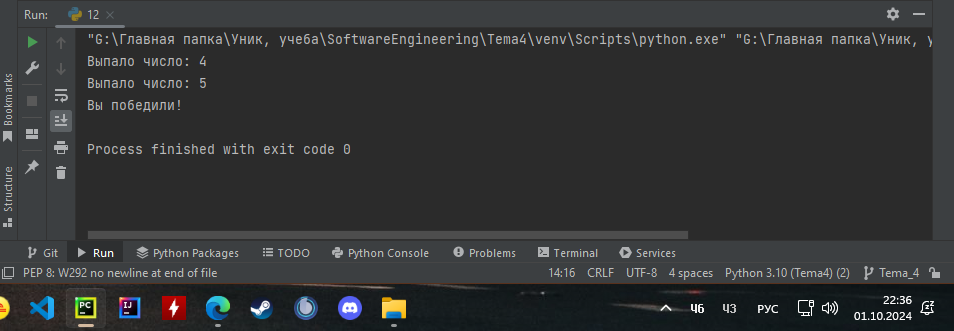 Run: 12
"G:\Главная папка\Уник, учеба\SoftwareEngineering\Tema4\venv\Scripts\python.exe" "G:\Главная папка\Уник, у
Выпало число: 4
Выпало число: 5
Вы победили!
Process finished with exit code 0
Bookmarks
Structure
Git Run Python Packages TODO Python Console Problems Terminal Services
PEP 8: W292 no newline at end of file 14:16 CRLF UTF-8 4 spaces Python 3.10 (Tema4) (2) Tema_4
PC IJ Ч6 ЧЗ РУС 22:36
01.10.2024